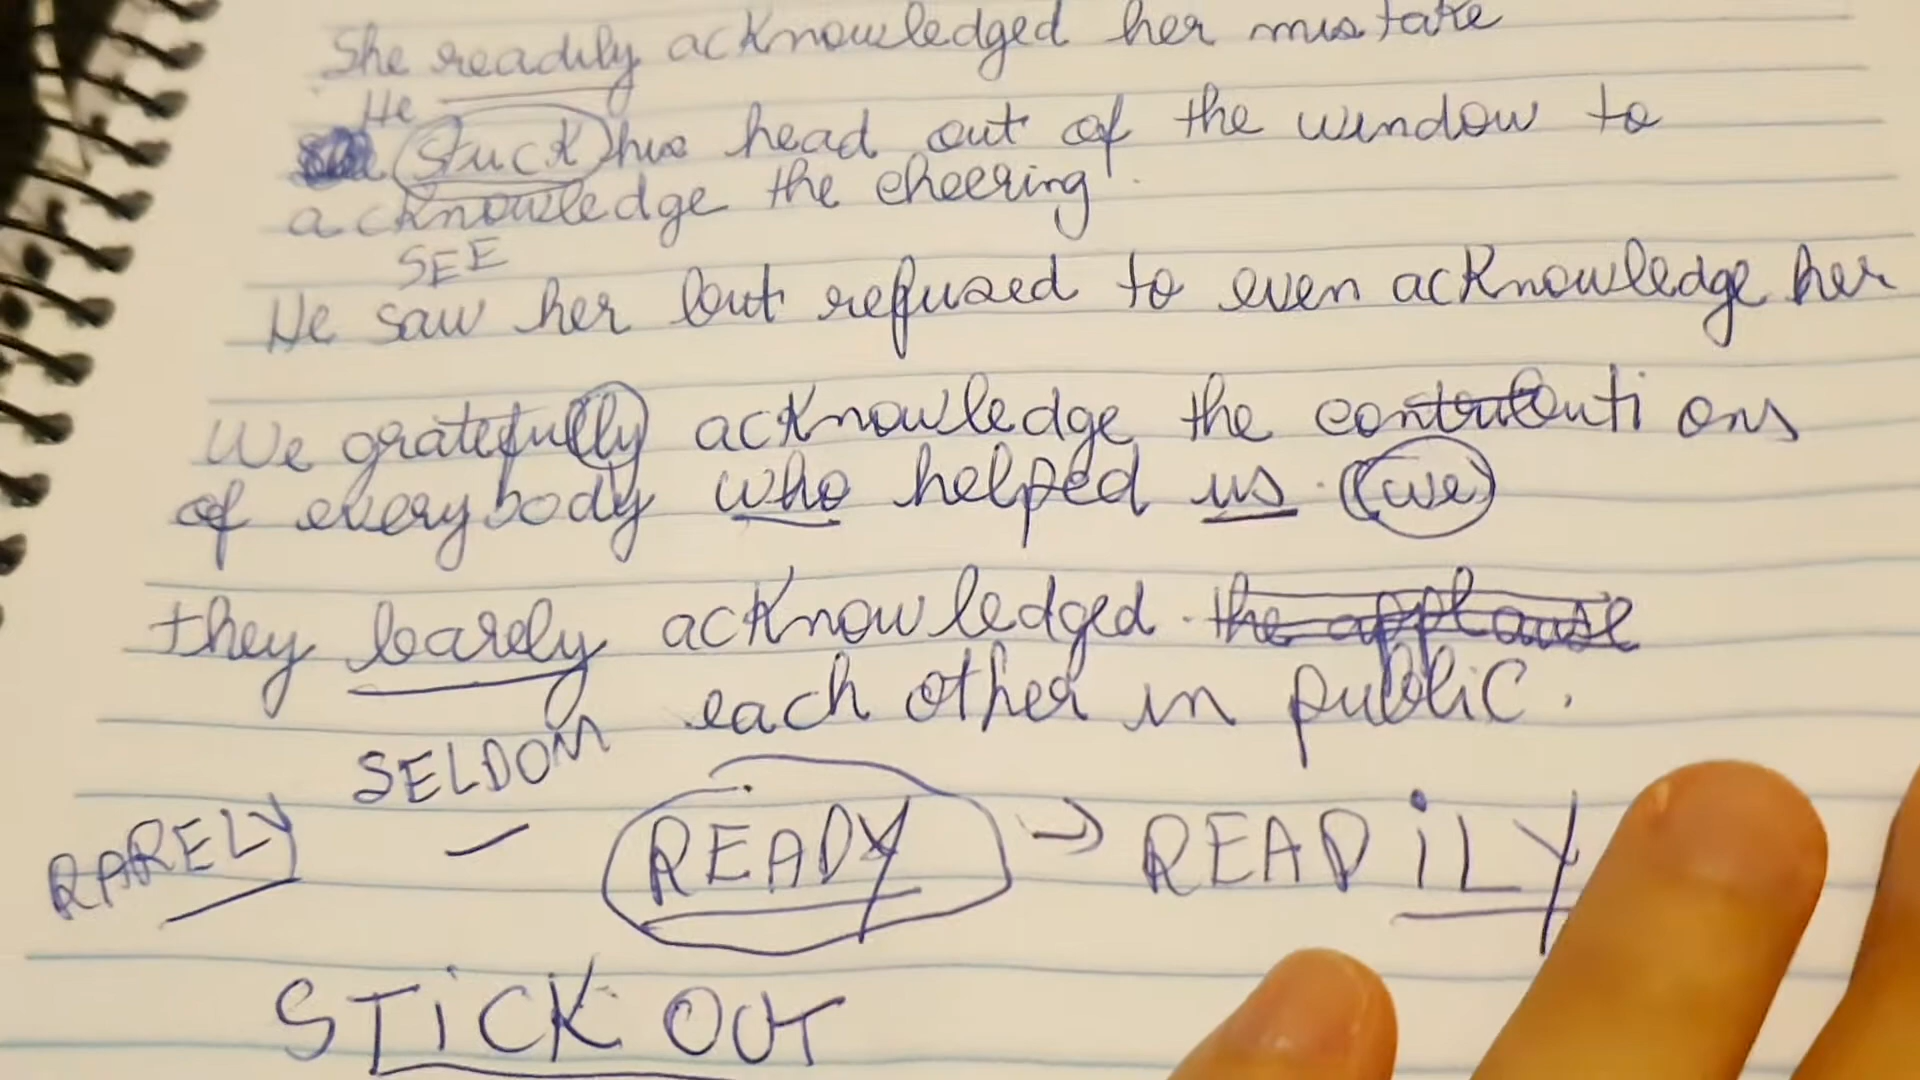 She readily acknowledged her mistake
He
stuck his head out of the window to
acknowledge the cheering.
SEE
He saw her but refused to even acknowledge her
We gratefully acknowledge the contributions
of everybody who helped us. (we)
they barely acknowledged the applause
each other in public.
SELDOM
RARELY – READY → READiLY
STiCK OUT